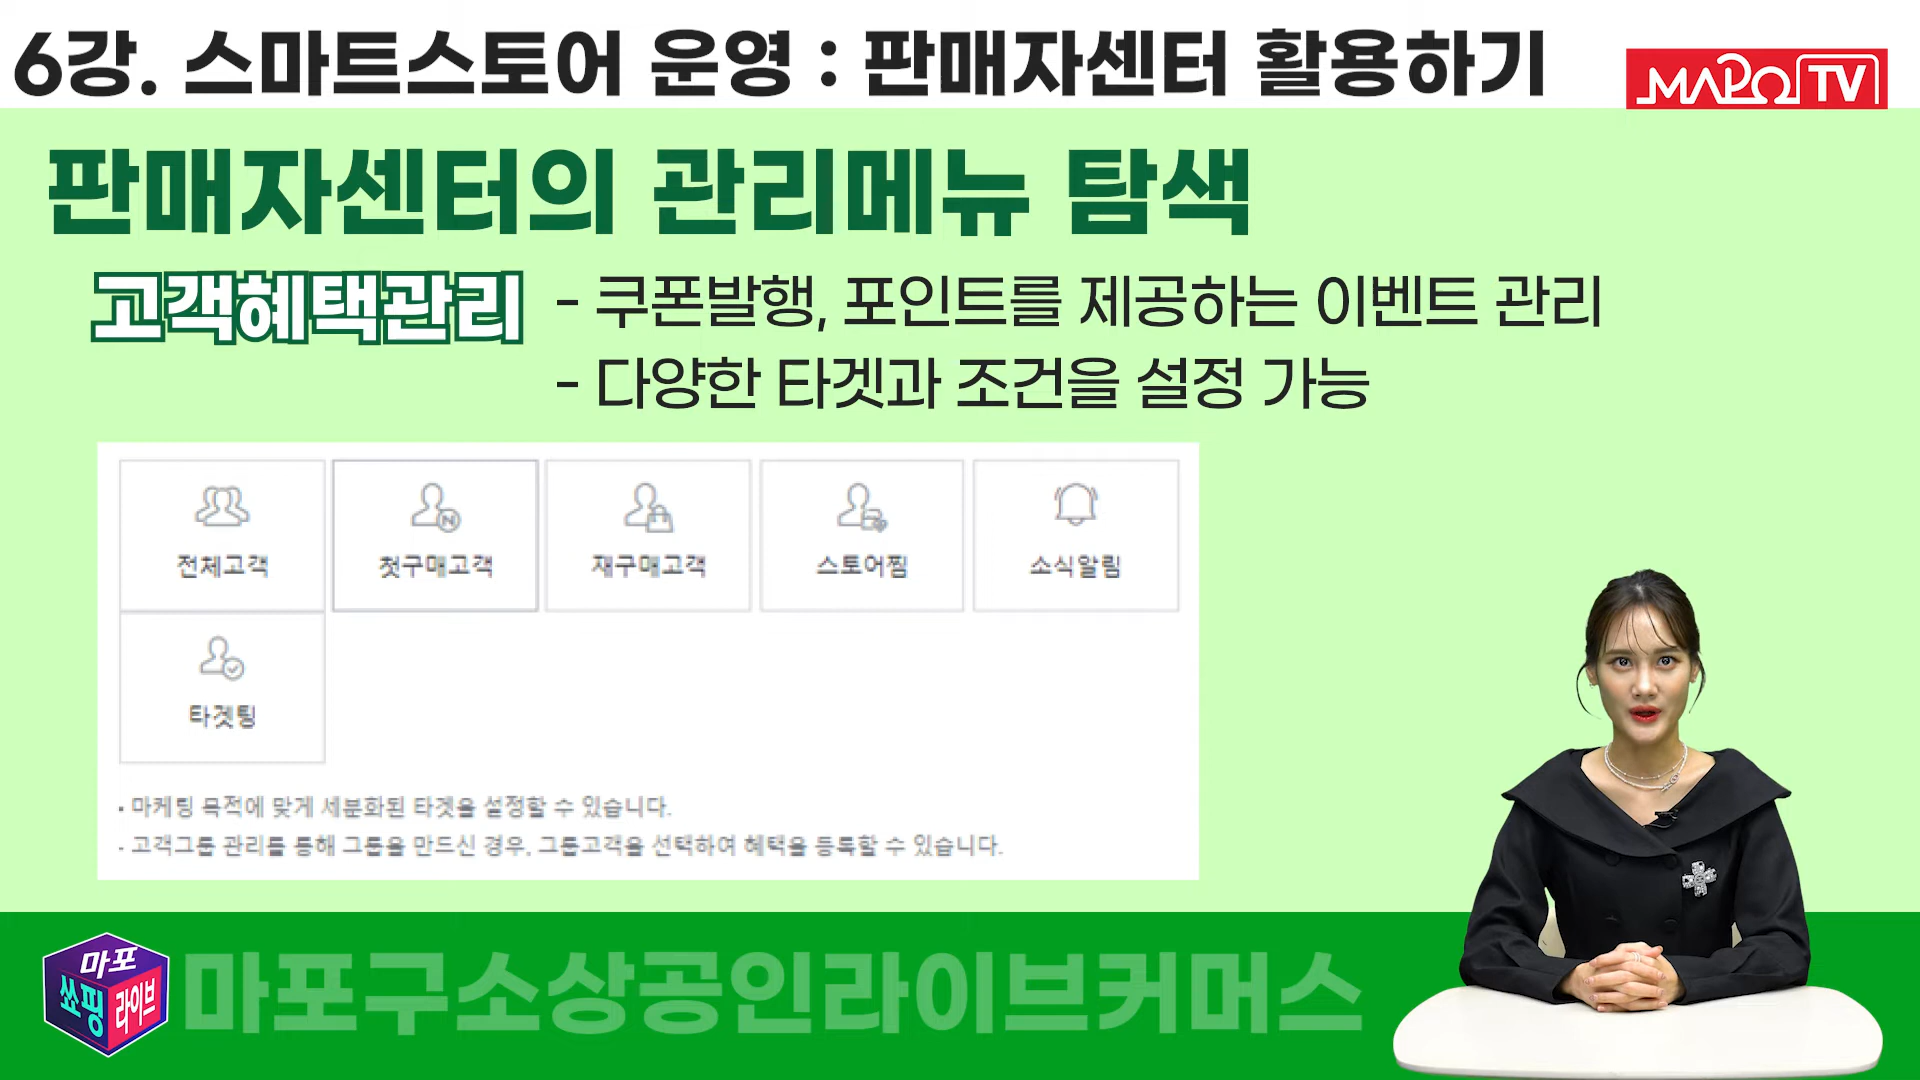 6강. 스마트스토어 운영 : 판매자센터 활용하기
MAPO TV
판매자센터의 관리메뉴 탐색
고객혜택관리
- 쿠폰발행, 포인트를 제공하는 이벤트 관리
- 다양한 타겟과 조건을 설정 가능
전체고객
첫구매고객
재구매고객
스토어찜
소식알림
타겟팅
· 마케팅 목적에 맞게 세분화된 타겟을 설정할 수 있습니다.
· 고객그룹 관리를 통해 그룹을 만드신 경우, 그룹고객을 선택하여 혜택을 등록할 수 있습니다.
마포
쇼핑
라이브
마포구소상공인라이브커머스